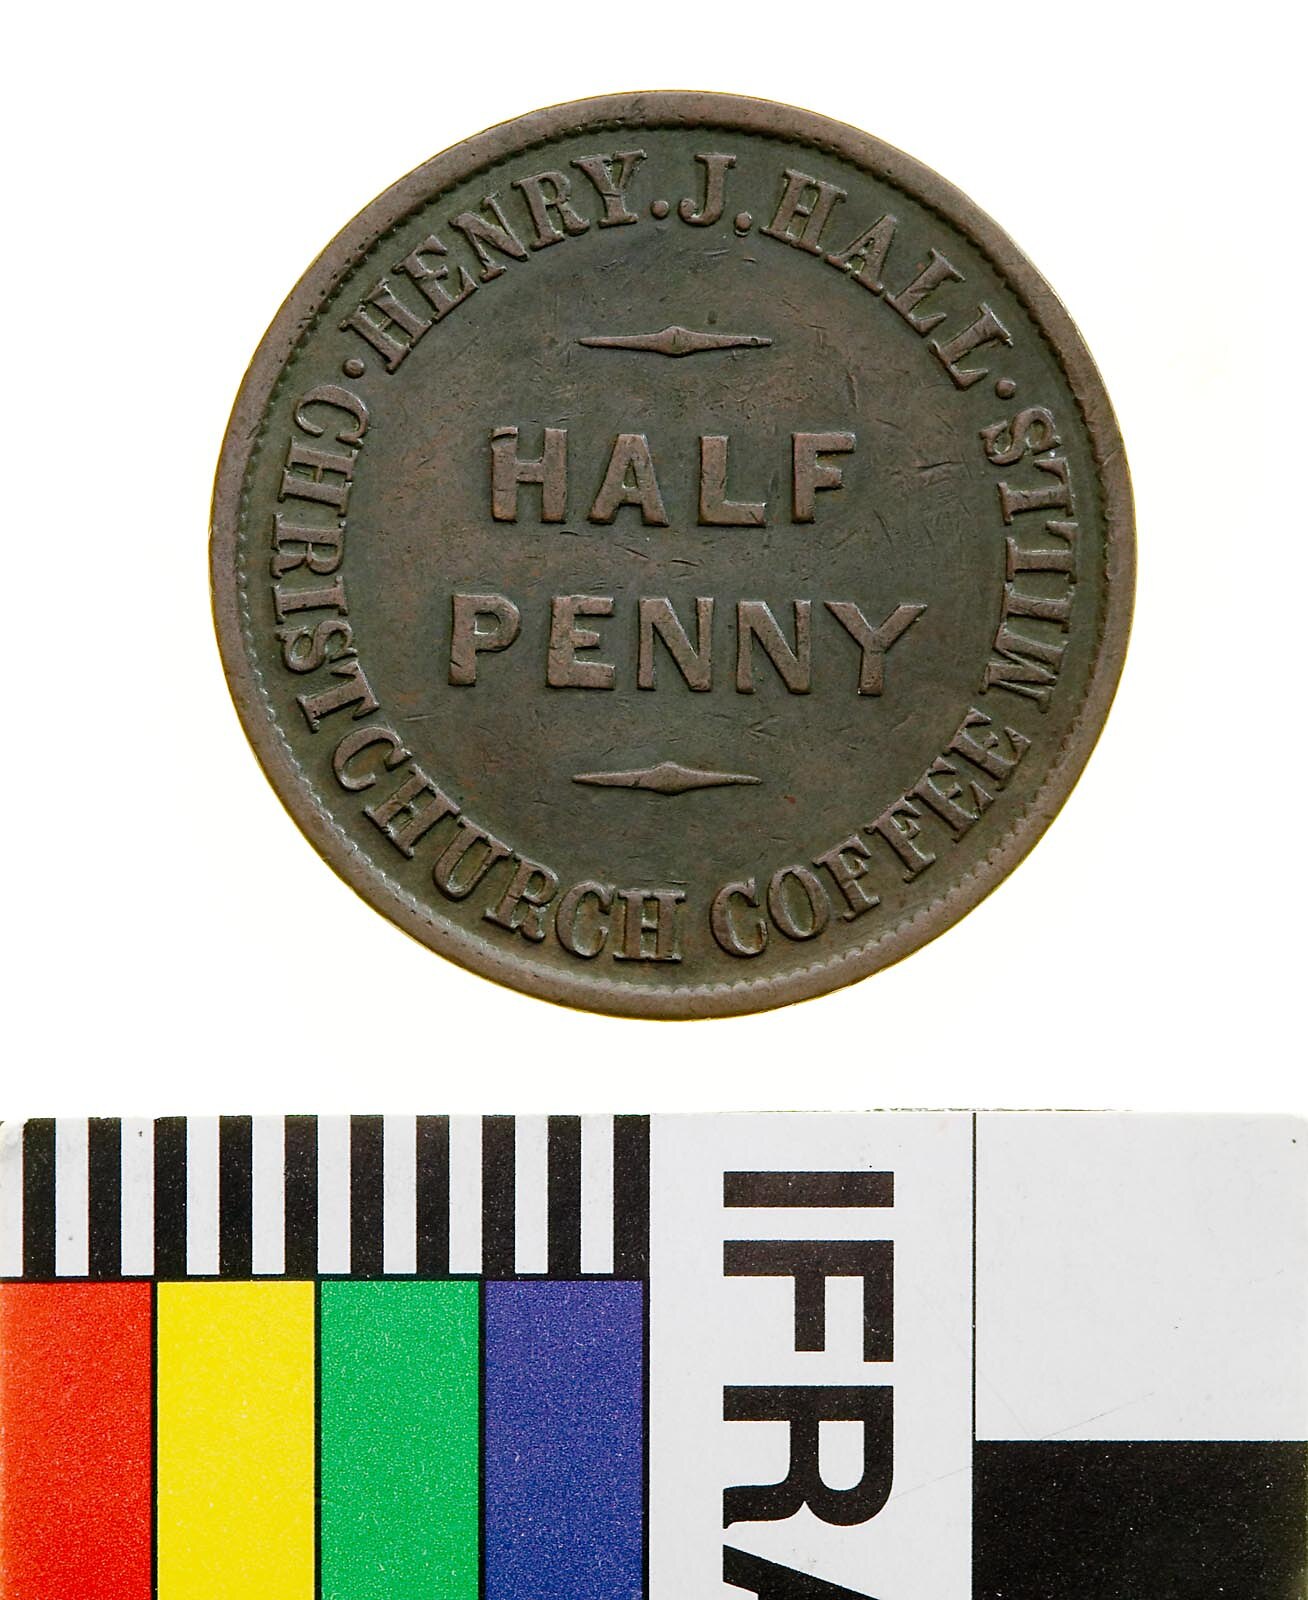 · HENRY. J. HALL ·
CHRISTCHURCH COFFEE MILLS
HALF
PENNY
IFRA